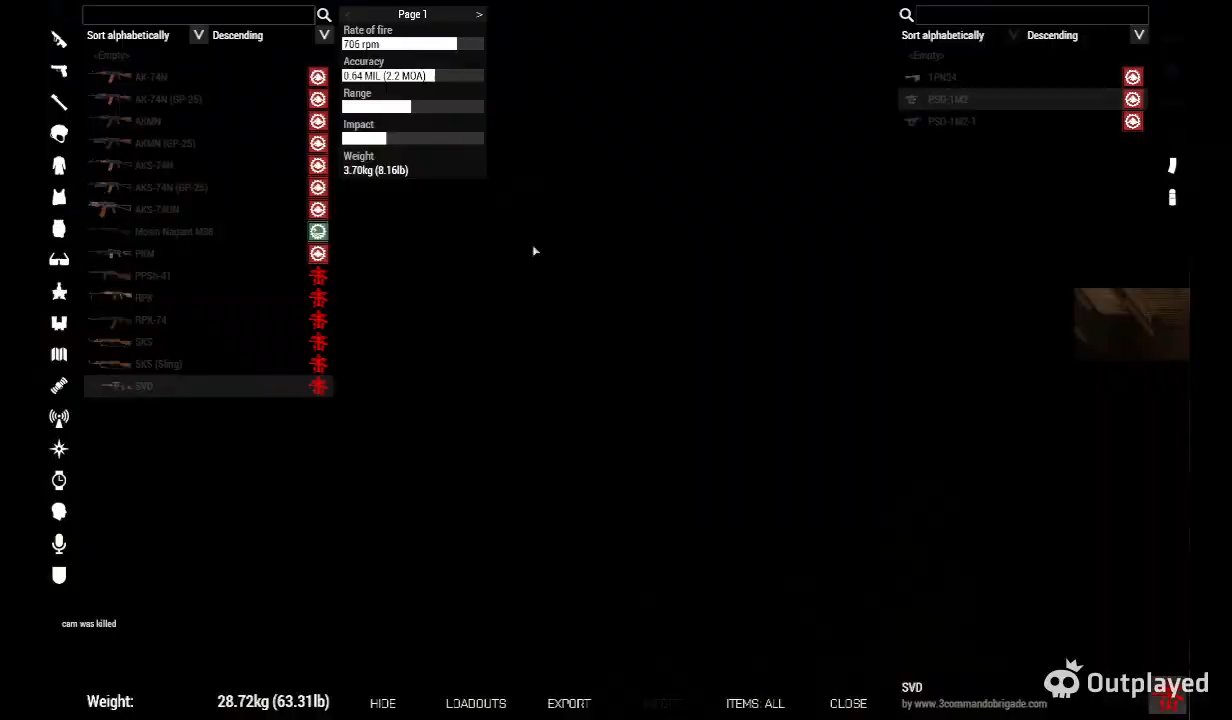 Sort alphabetically V Descending V
<Empty>
AK-74N
AK-74N (GP-25)
AKMN
AKMN (GP-25)
AKS-74N
AKS-74N (GP-25)
AKS-74UN
Mosin Nagant M38
PKM
PPSh-41
RPK-74
SKS
SKS (Sling)
SVD
< Page 1 >
Rate of fire
706 rpm
Accuracy
0.64 MIL (2.2 MOA)
Range
Impact
Weight
3.70kg (8.16lb)
Sort alphabetically V Descending V
<Empty>
1PN34
PSO-1M2
PSO-1M2-1
cam was killed
Weight: 28.72kg (63.31lb)
HIDE LOADOUTS EXPORT IMPORT ITEMS: ALL CLOSE
SVD
by www.3commandobrigade.com
Outplayed